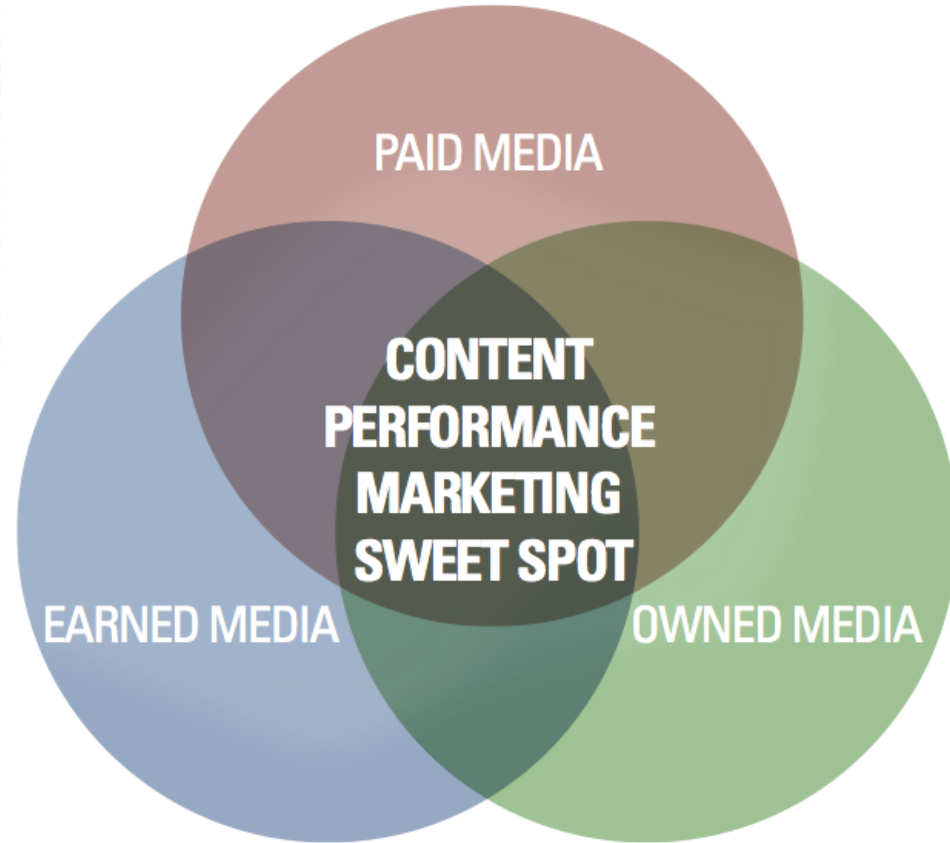 PAID MEDIA
CONTENT
PERFORMANCE
MARKETING
SWEET SPOT
EARNED MEDIA
OWNED MEDIA